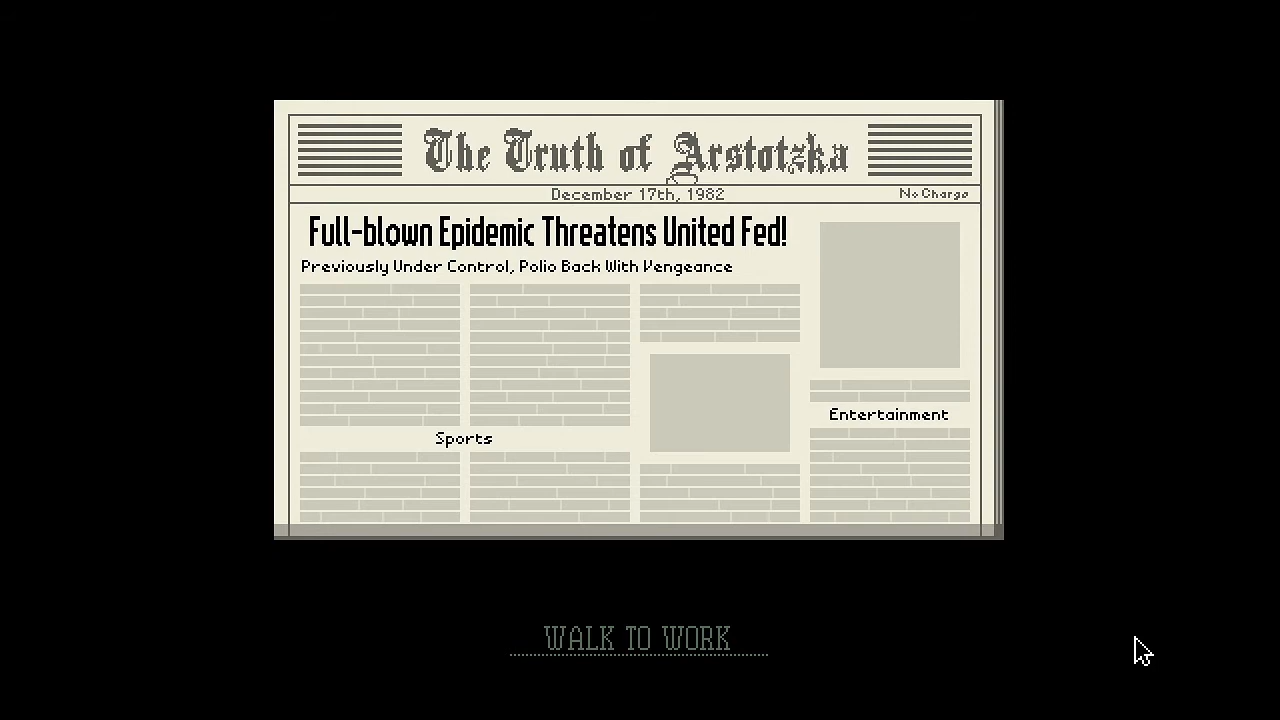 The Truth of Arstotzka
December 17th, 1982
No Charge
Full-blown Epidemic Threatens United Fed!
Previously Under Control, Polio Back With Vengeance
Entertainment
Sports
WALK TO WORK